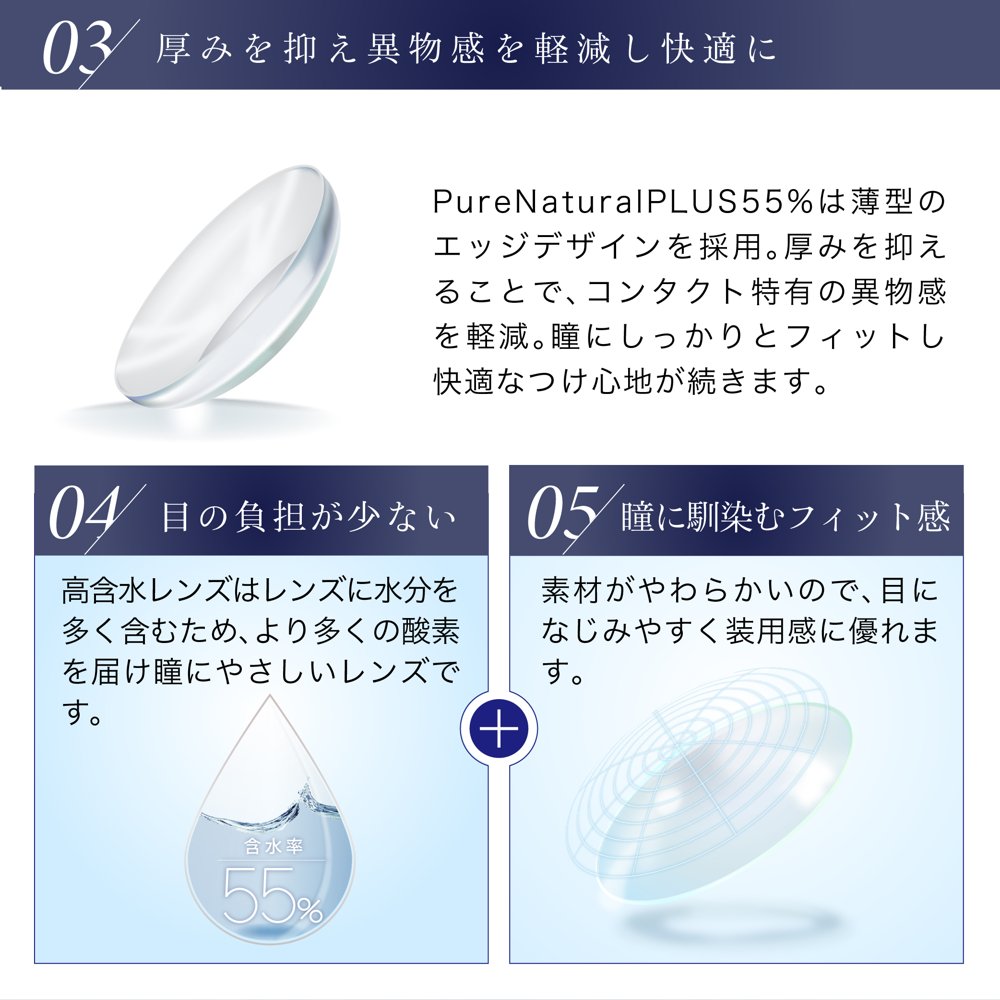 03 厚みを抑え異物感を軽減し快適に
PureNaturalPLUS55%は薄型の
エッジデザインを採用。厚みを抑え
ることで、コンタクト特有の異物感
を軽減。瞳にしっかりとフィットし
快適なつけ心地が続きます。
04 目の負担が少ない
高含水レンズはレンズに水分を
多く含むため、より多くの酸素
を届け瞳にやさしいレンズで
す。
含水率
55%
+
05 瞳に馴染むフィット感
素材がやわらかいので、目に
なじみやすく装用感に優れま
す。